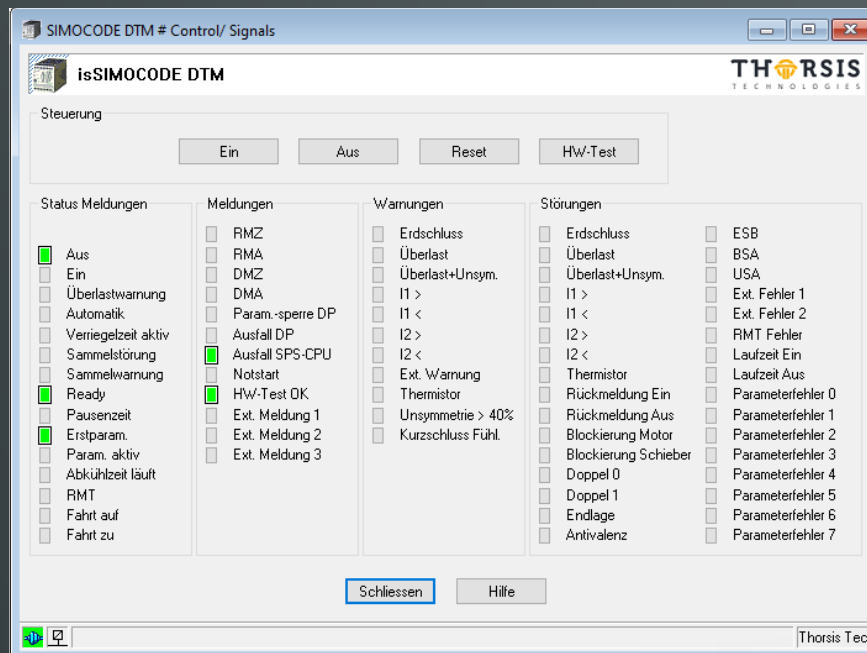 SIMOCODE DTM # Control/ Signals
isSIMOCODE DTM
THORSIS
TECHNOLOGIES
Steuerung
Ein
Aus
Reset
HW-Test
Status Meldungen
Aus
Ein
Überlastwarnung
Automatik
Verriegelzeit aktiv
Sammelstörung
Sammelwarnung
Ready
Pausenzeit
Erstparam.
Param. aktiv
Abkühlzeit läuft
RMT
Fahrt auf
Fahrt zu
Meldungen
RMZ
RMA
DMZ
DMA
Param.-sperre DP
Ausfall DP
Ausfall SPS-CPU
Notstart
HW-Test OK
Ext. Meldung 1
Ext. Meldung 2
Ext. Meldung 3
Warnungen
Erdschluss
Überlast
Überlast+Unsym.
I1 >
I1 <
I2 >
I2 <
Ext. Warnung
Thermistor
Unsymmetrie > 40%
Kurzschluss Fühl.
Störungen
Erdschluss
Überlast
Überlast+Unsym.
I1 >
I1 <
I2 >
I2 <
Thermistor
Rückmeldung Ein
Rückmeldung Aus
Blockierung Motor
Blockierung Schieber
Doppel 0
Doppel 1
Endlage
Antivalenz
ESB
BSA
USA
Ext. Fehler 1
Ext. Fehler 2
RMT Fehler
Laufzeit Ein
Laufzeit Aus
Parameterfehler 0
Parameterfehler 1
Parameterfehler 2
Parameterfehler 3
Parameterfehler 4
Parameterfehler 5
Parameterfehler 6
Parameterfehler 7
Schliessen
Hilfe
Thorsis Tec